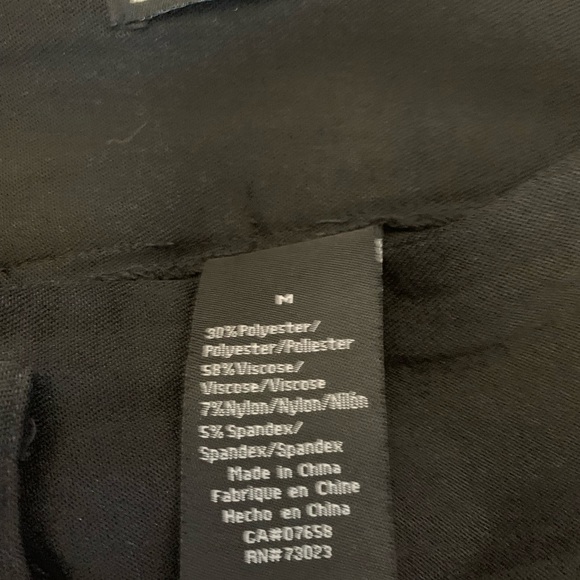 M
30%Polyester/
Polyester/Poliester
58%Viscose/
Viscose/Viscose
7%Nylon/Nylon/Nilón
5% Spandex/
Spandex/Spandex
Made in China
Fabrique en Chine
Hecho en China
CA#07658
RN#73023